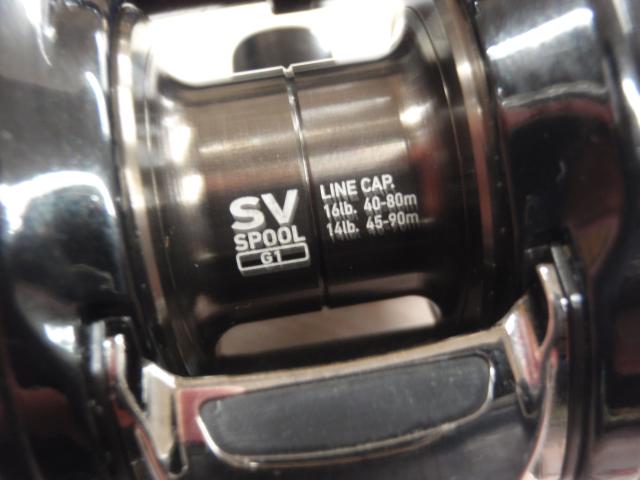 SV
SPOOL
G1
LINE CAP.
16lb. 40-80m
14lb. 45-90m